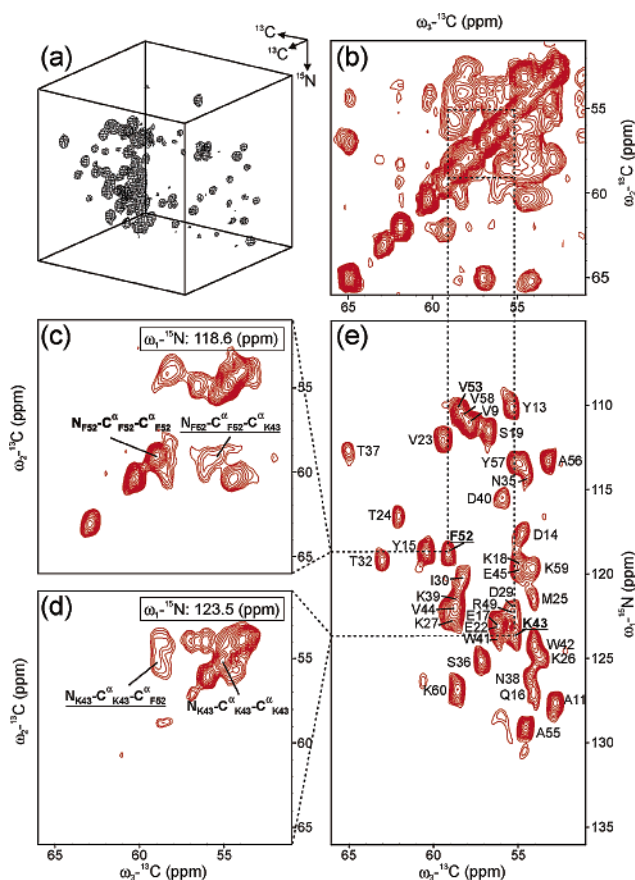 (a)
13C
13C
15N
ω3-13C (ppm)
(b)
55
60
65
ω2-13C (ppm)
65 60 55
(c)
ω1-15N: 118.6 (ppm)
NF52-CαF52-CαE52
NF52-CαF52-CαK43
55
60
65
ω2-13C (ppm)
(d)
ω1-15N: 123.5 (ppm)
NK43-CαK43-CαF52
NK43-CαK43-CαK43
55
60
65
ω2-13C (ppm)
65 60 55
ω3-13C (ppm)
(e)
V53
V58
V9
Y13
V23
S19
T37
Y57
A56
N35
D40
T24
D14
F52
Y15
K18
T32
E45
K59
I30
D29
M25
K39
R49
V44
E17
K43
K27
E22
W41
W42
S36
K26
N38
K60
Q16
A11
A55
110
115
120
125
130
136
ω1-15N (ppm)
65 60 55
ω3-13C (ppm)